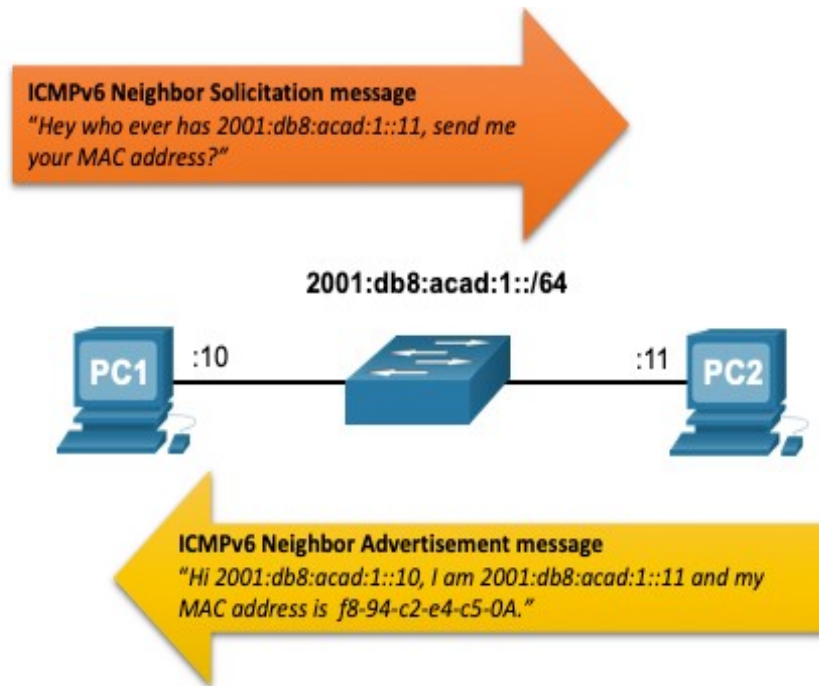 ICMPv6 Neighbor Solicitation message
“Hey who ever has 2001:db8:acad:1::11, send me
your MAC address?”
2001:db8:acad:1::/64
PC1
:10
:11
PC2
ICMPv6 Neighbor Advertisement message
“Hi 2001:db8:acad:1::10, I am 2001:db8:acad:1::11 and my
MAC address is f8-94-c2-e4-c5-0A.”